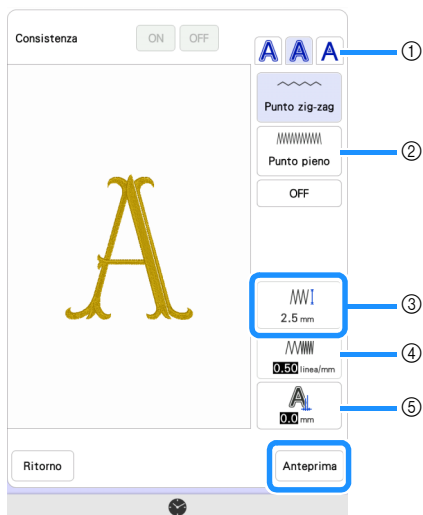 Consistenza
ON OFF
A A A ①
Punto zig-zag
Punto pieno ②
OFF
A
2.5 mm ③
0.50 linea/mm ④
A
0.0 mm ⑤
Ritorno
Anteprima